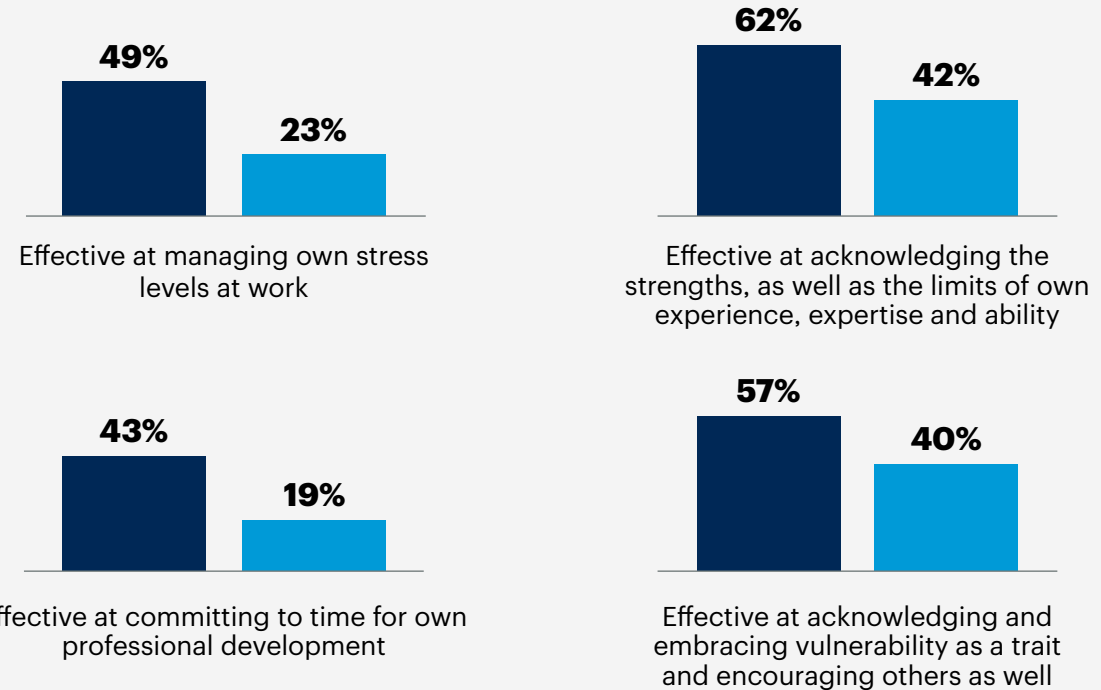 49%
23%
Effective at managing own stress
levels at work
62%
42%
Effective at acknowledging the
strengths, as well as the limits of own
experience, expertise and ability
43%
19%
ffective at committing to time for own
professional development
57%
40%
Effective at acknowledging and
embracing vulnerability as a trait
and encouraging others as well